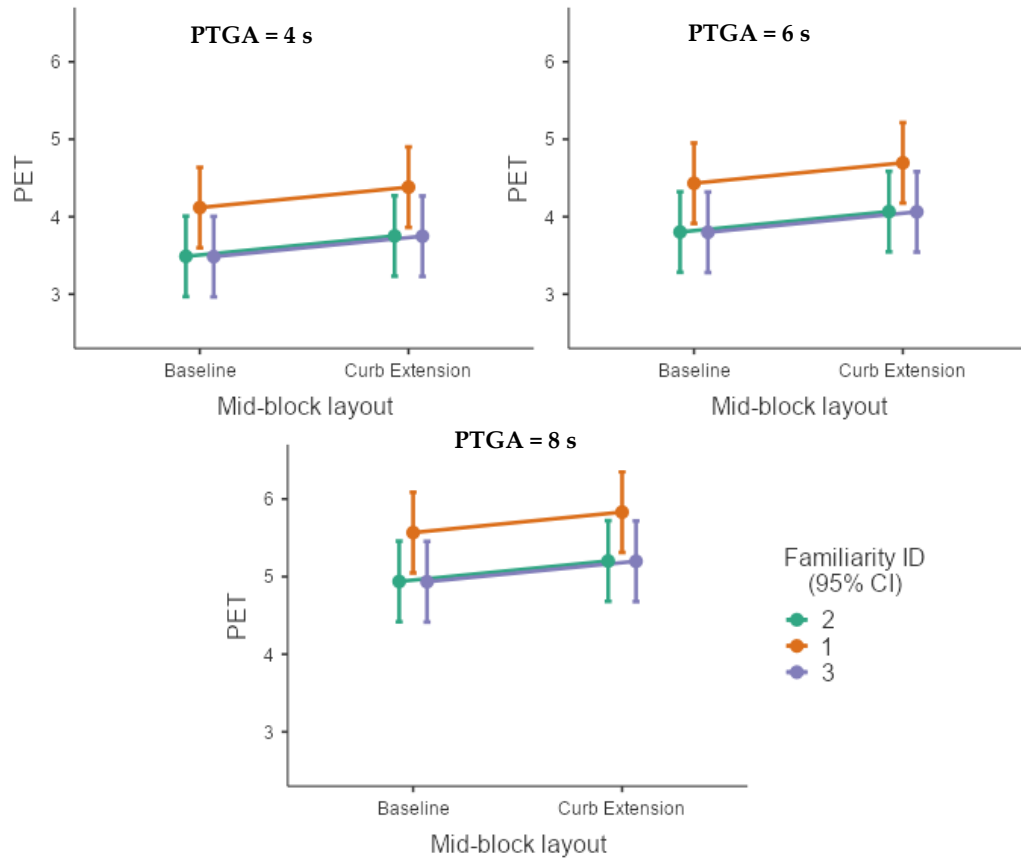 PTGA = 4 s
6
5
4
3
PET
Baseline
Curb Extension
Mid-block layout
PTGA = 6 s
6
5
4
3
PET
Baseline
Curb Extension
Mid-block layout
PTGA = 8 s
6
5
4
3
PET
Baseline
Curb Extension
Mid-block layout
Familiarity ID
(95% CI)
2
1
3